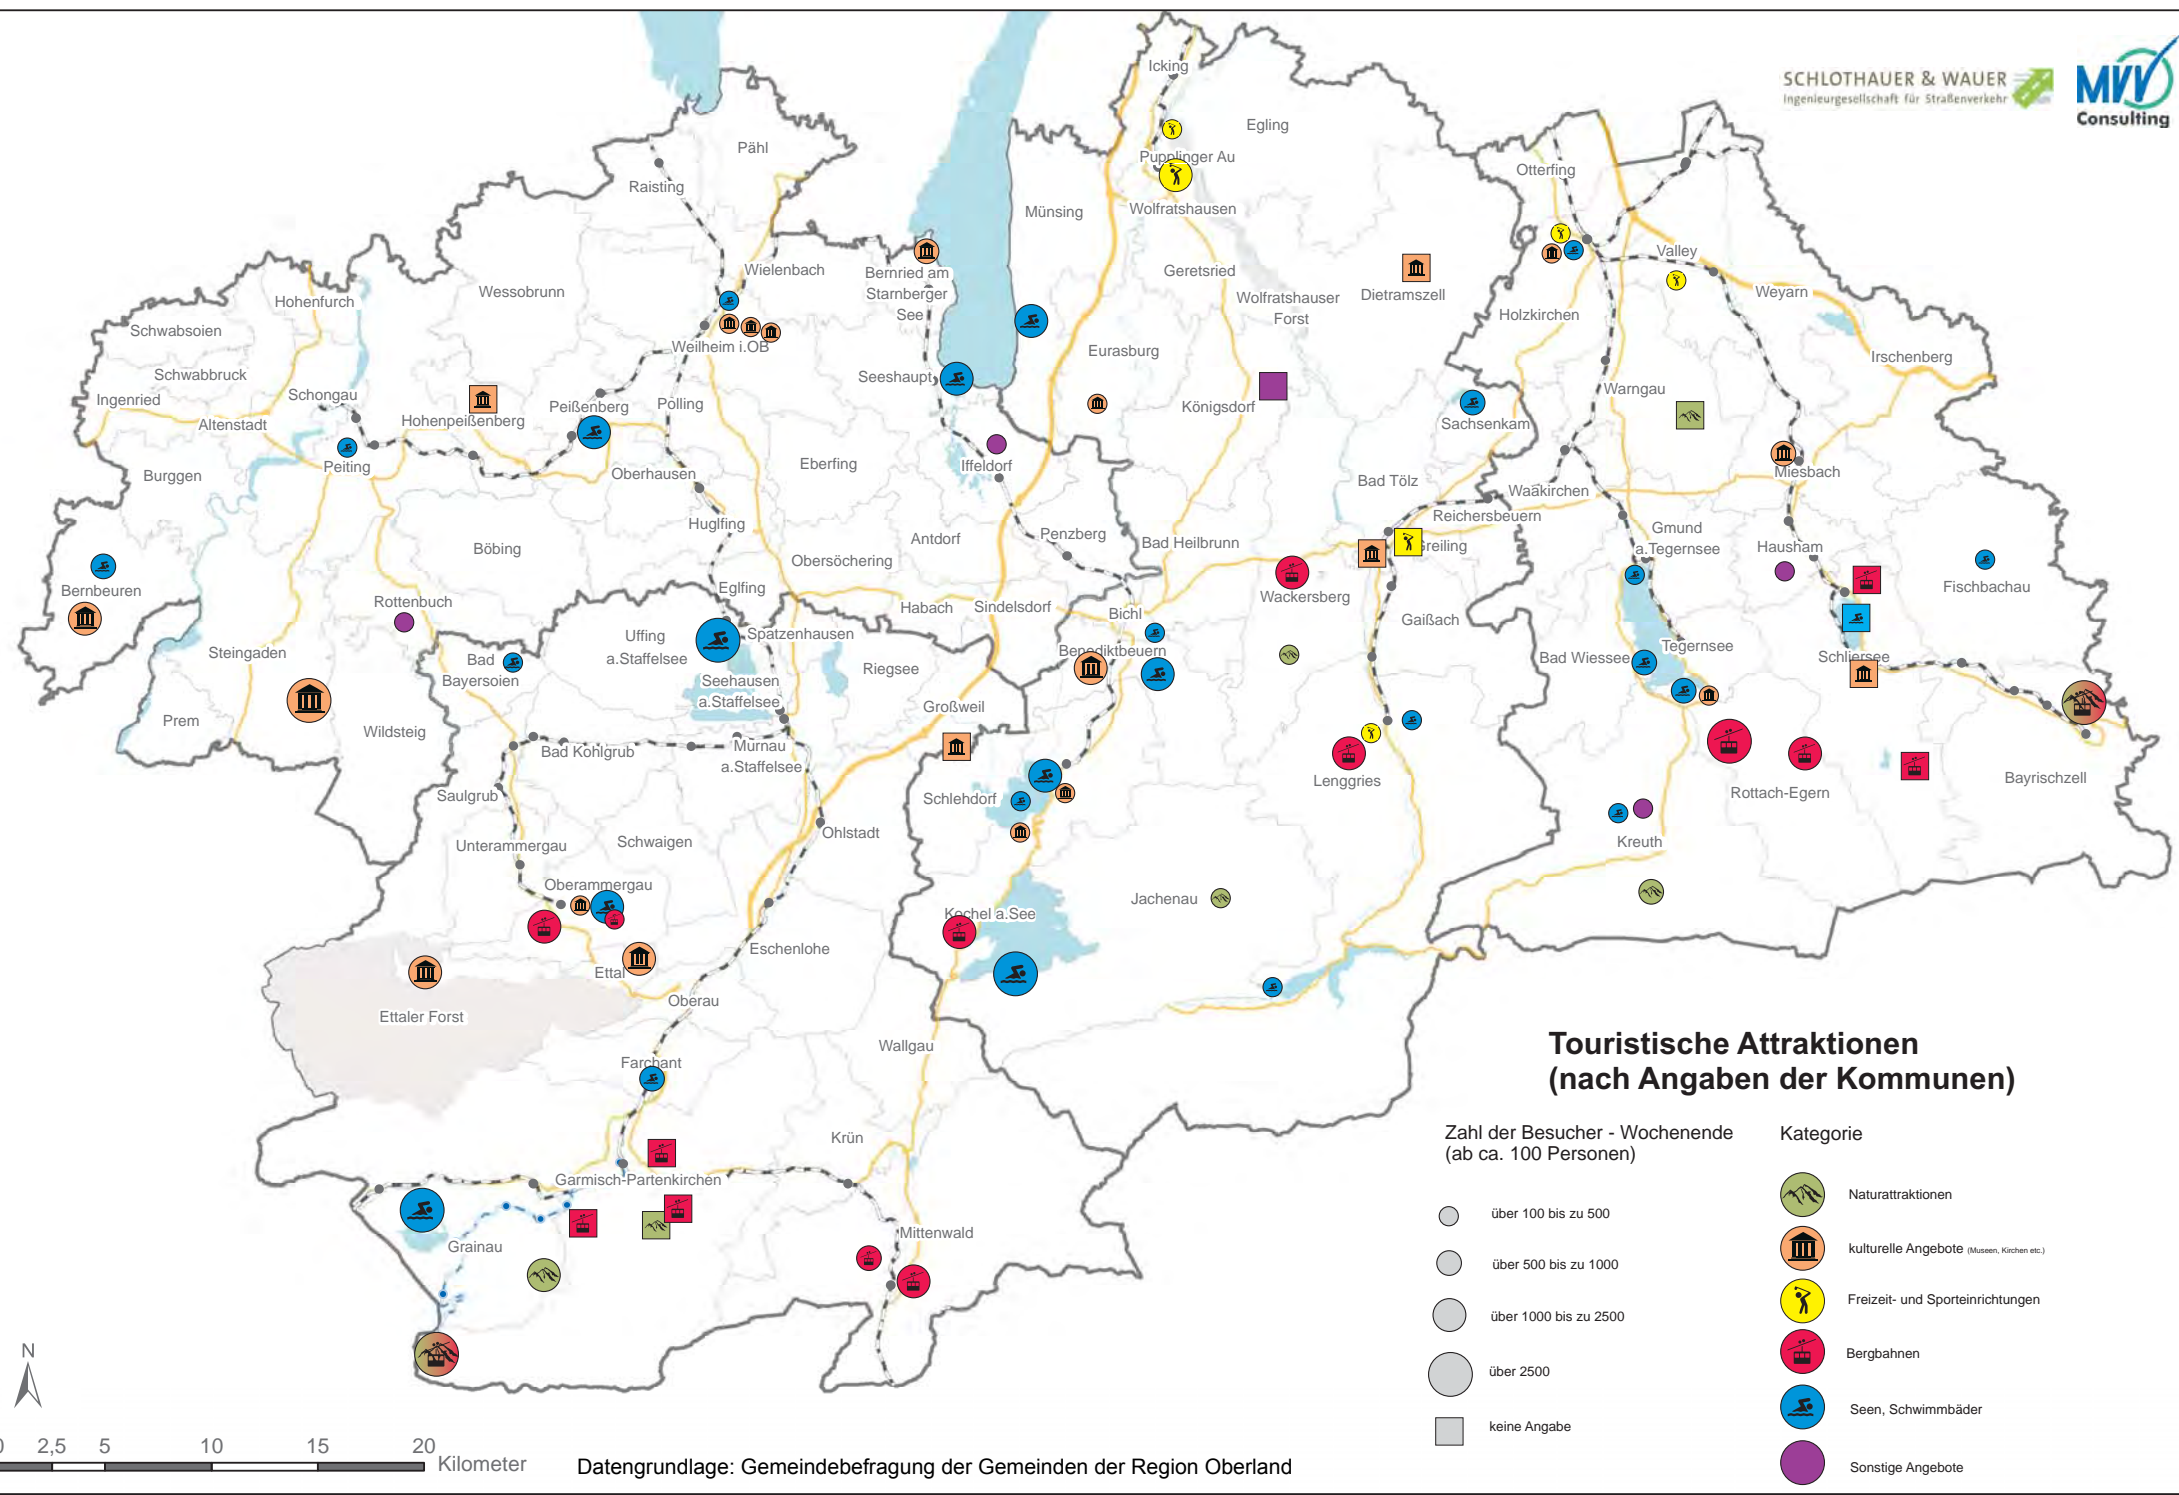 SCHLOTHAUER & WAUER
Ingenieurgesellschaft für Straßenverkehr
MVV
Consulting
Icking
Egling
Pähl
Pupplinger Au
Otterfing
Raisting
Münsing
Wolfratshausen
Valley
Wielenbach
Bernried am
Starnberger
See
Geretsried
Wolfratshauser
Forst
Dietramszell
Weyarn
Hohenfurch
Wessobrunn
Holzkirchen
Schwabsoien
Weilheim i.OB
Eurasburg
Irschenberg
Schwabbruck
Seeshaupt
Warngau
Ingenried
Schongau
Peißenberg
Polling
Königsdorf
Altenstadt
Hohenpeißenberg
Sachsenkam
Peiting
Eberfing
Iffeldorf
Miesbach
Burggen
Oberhausen
Bad Tölz
Waakirchen
Huglfing
Reichersbeuern
Gmund
a.Tegernsee
Böbing
Antdorf
Penzberg
Bad Heilbrunn
Greiling
Hausham
Obersöchering
Fischbachau
Bernbeuren
Eglfing
Wackersberg
Rottenbuch
Habach
Sindelsdorf
Bichl
Gaißach
Uffing
a.Staffelsee
Spatzenhausen
Steingaden
Benediktbeuern
Bad Wiessee
Tegernsee
Schliersee
Bad
Bayersoien
Seehausen
a.Staffelsee
Riegsee
Großweil
Prem
Wildsteig
Bad Kohlgrub
Murnau
a.Staffelsee
Lenggries
Bayrischzell
Saulgrub
Schlehdorf
Rottach-Egern
Ohlstadt
Unterammergau
Schwaigen
Kreuth
Oberammergau
Jachenau
Kochel a.See
Eschenlohe
Ettal
Oberau
Ettaler Forst
Wallgau
Farchant
Krün
Garmisch-Partenkirchen
Mittenwald
Grainau
Touristische Attraktionen
(nach Angaben der Kommunen)
Zahl der Besucher - Wochenende
(ab ca. 100 Personen)
über 100 bis zu 500
über 500 bis zu 1000
über 1000 bis zu 2500
über 2500
keine Angabe
Kategorie
Naturattraktionen
kulturelle Angebote (Museen, Kirchen etc.)
Freizeit- und Sporteinrichtungen
Bergbahnen
Seen, Schwimmbäder
Sonstige Angebote
N
0 2,5 5 10 15 20
Kilometer
Datengrundlage: Gemeindebefragung der Gemeinden der Region Oberland